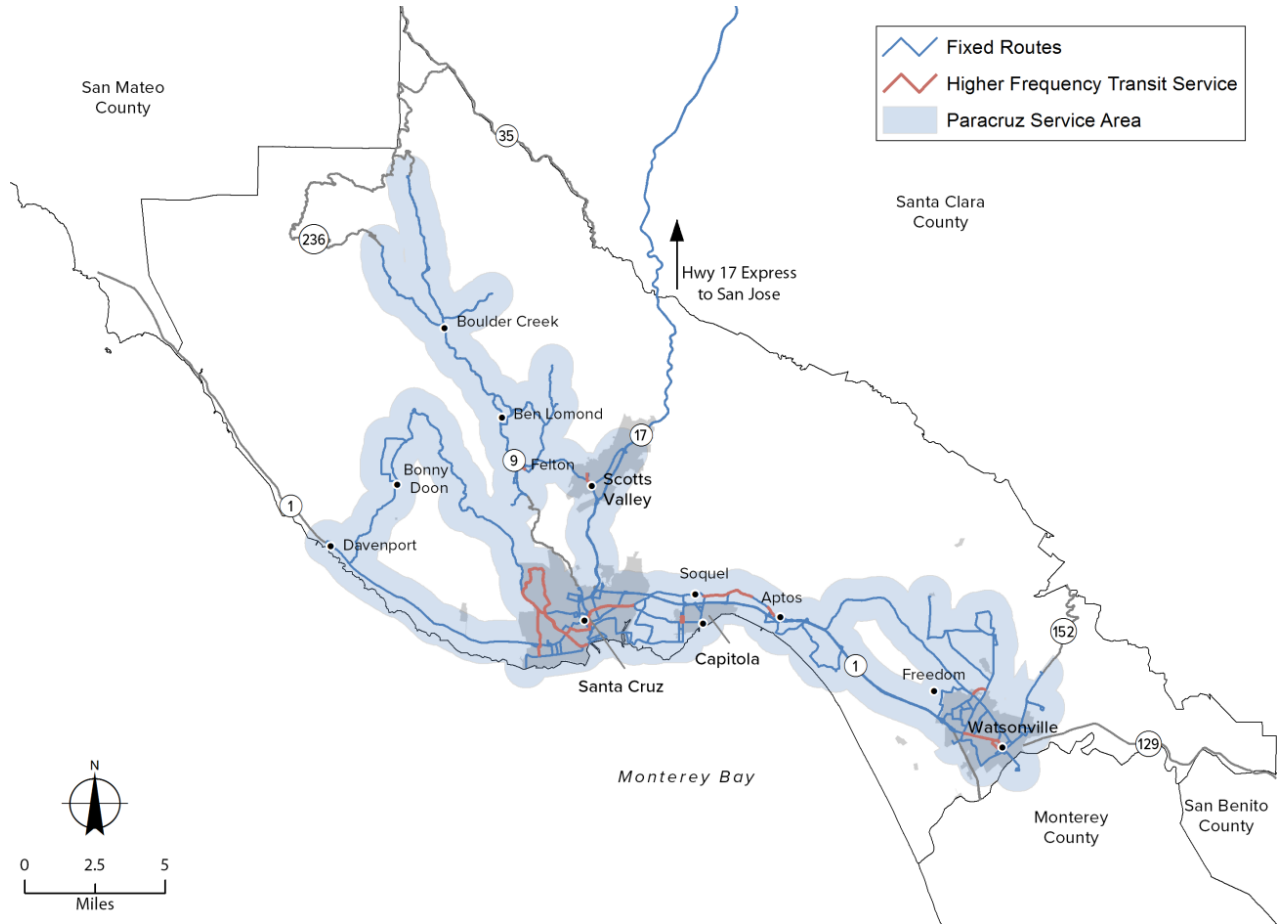 Fixed Routes
Higher Frequency Transit Service
Paracruz Service Area
San Mateo
County
35
Santa Clara
County
236
Hwy 17 Express
to San Jose
Boulder Creek
Ben Lomond
17
9
Felton
Bonny
Doon
Scotts
Valley
1
Davenport
Soquel
Aptos
152
Capitola
1
Freedom
Santa Cruz
Watsonville
129
Monterey Bay
N
Monterey
County
San Benito
County
0
2.5
5
Miles